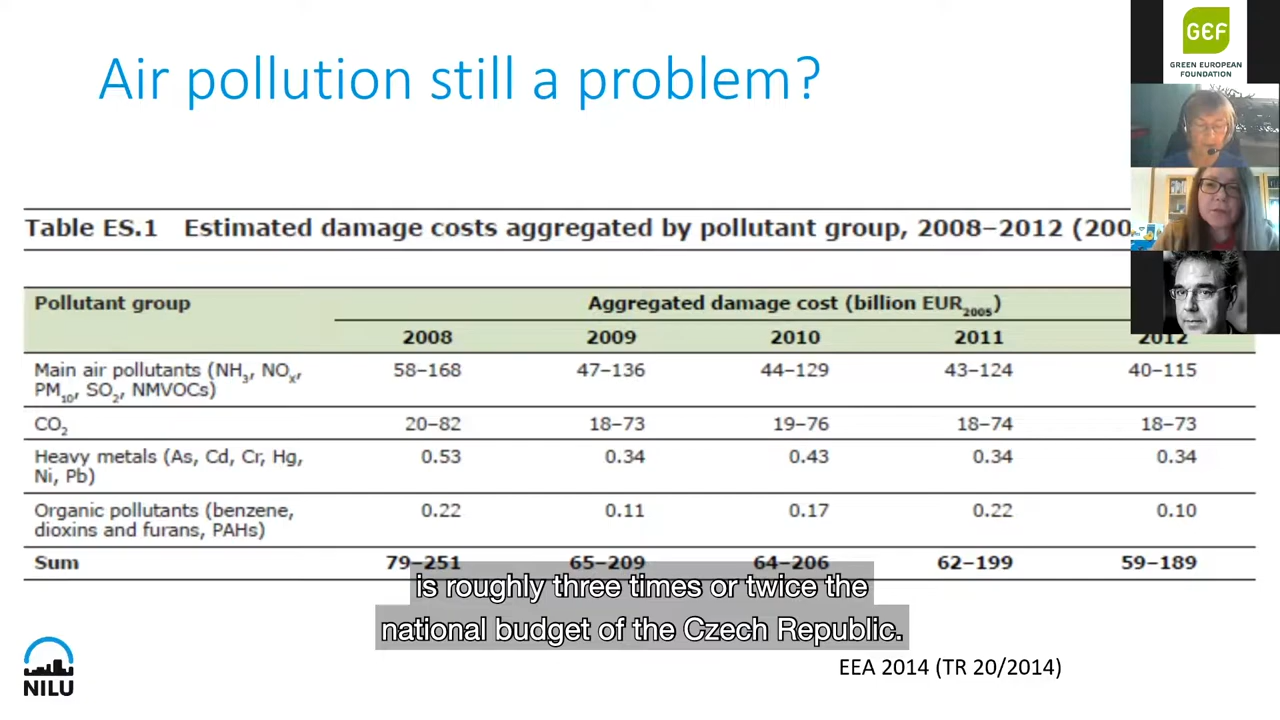 Air pollution still a problem?
GEF
GREEN EUROPEAN
FOUNDATION
Table ES.1 Estimated damage costs aggregated by pollutant group, 2008–2012 (200
Pollutant group
Aggregated damage cost (billion EUR2005)
2008 2009 2010 2011 2012
Main air pollutants (NH3, NOX, 58–168 47–136 44–129 43–124 40–115
PM10, SO2, NMVOCs)
CO2 20–82 18–73 19–76 18–74 18–73
Heavy metals (As, Cd, Cr, Hg, 0.53 0.34 0.43 0.34 0.34
Ni, Pb)
Organic pollutants (benzene, 0.22 0.11 0.17 0.22 0.10
dioxins and furans, PAHs)
Sum 79–251 65–209 64–206 62–199 59–189
is roughly three times or twice the
national budget of the Czech Republic.
NILU
EEA 2014 (TR 20/2014)